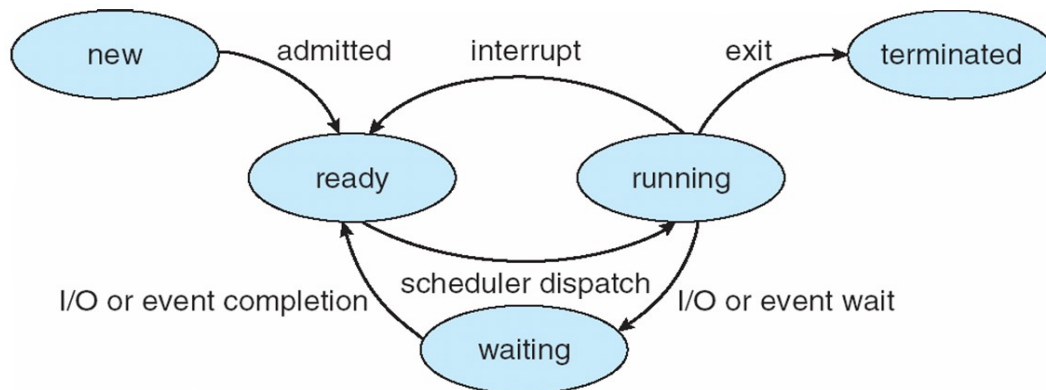 new
admitted
interrupt
exit
terminated
ready
running
I/O or event completion
scheduler dispatch
I/O or event wait
waiting